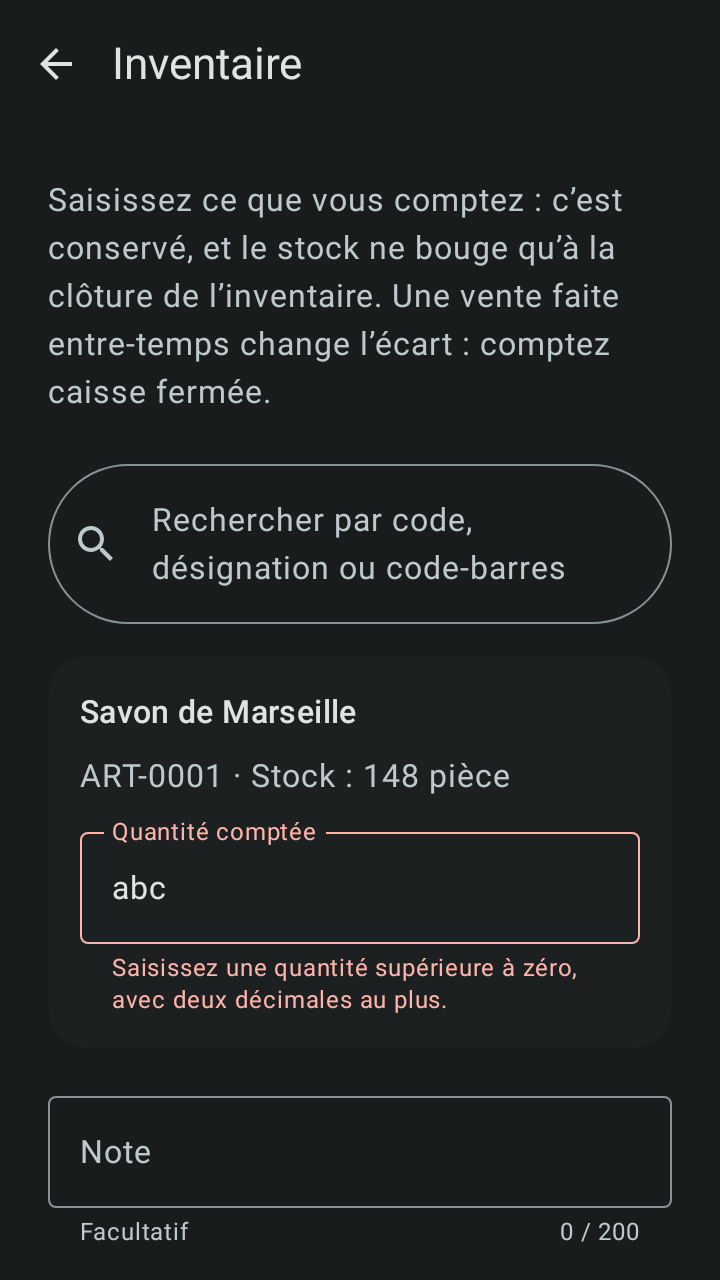 Inventaire
Saisissez ce que vous comptez : c’est
conservé, et le stock ne bouge qu’à la
clôture de l’inventaire. Une vente faite
entre-temps change l’écart : comptez
caisse fermée.
Rechercher par code,
désignation ou code-barres
Savon de Marseille
ART-0001 · Stock : 148 pièce
Quantité comptée
abc
Saisissez une quantité supérieure à zéro,
avec deux décimales au plus.
Note
Facultatif 0 / 200